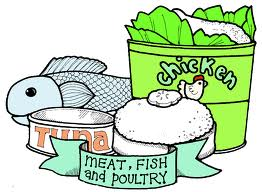 chicken
Tuna
MEAT, FISH
and POULTRY